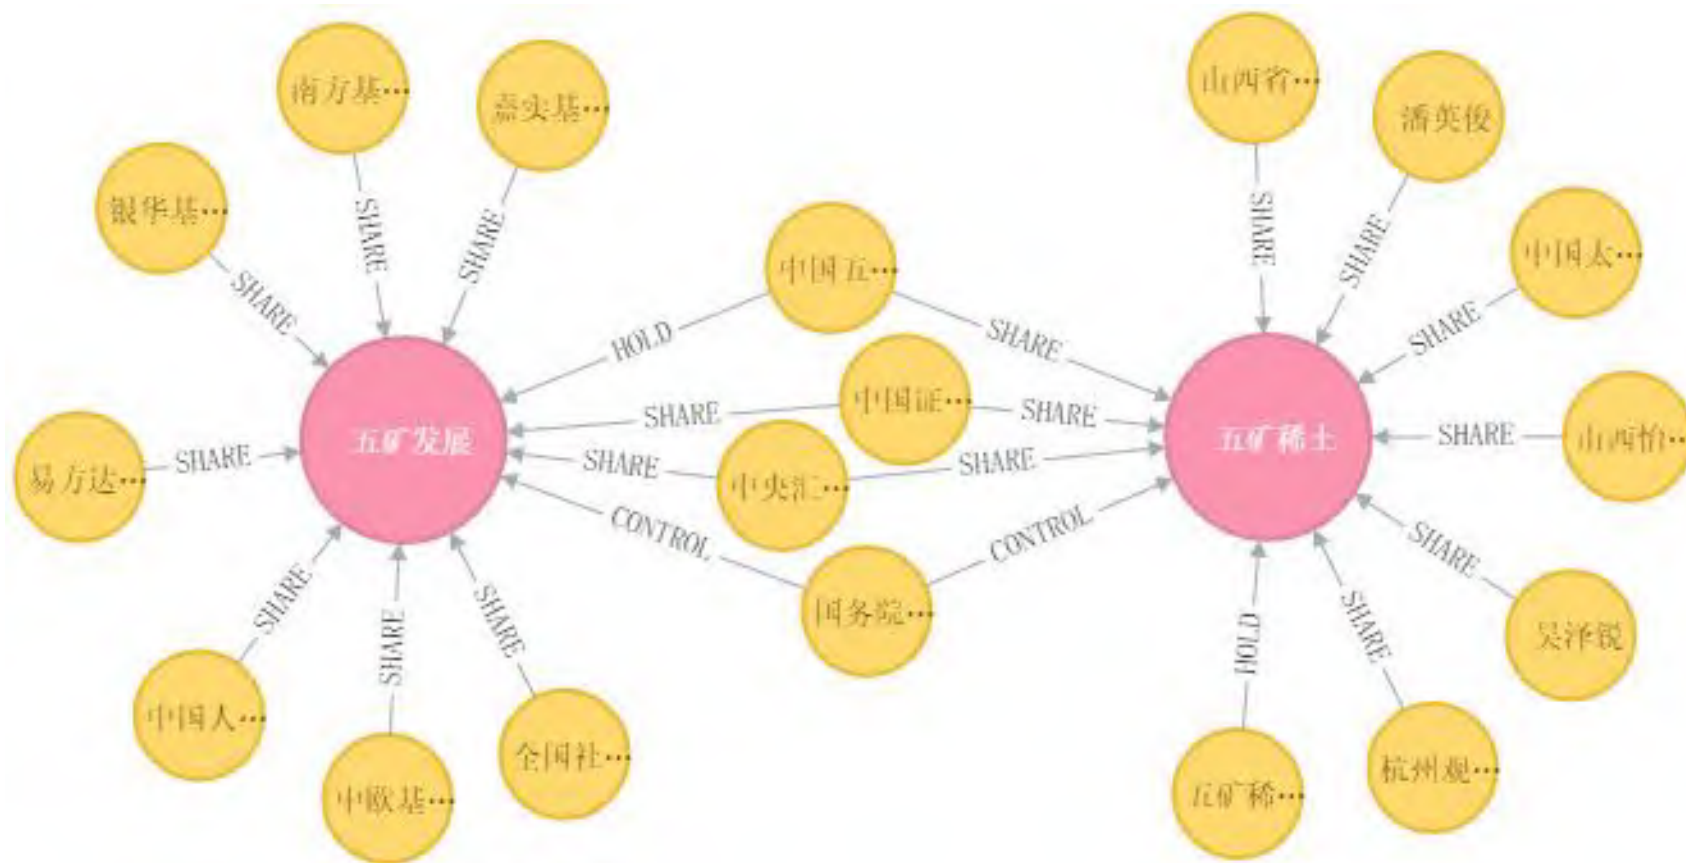 南方基…
嘉实基…
山西省…
潘英俊
银华基…
SHARE
SHARE
SHARE
SHARE
SHARE
SHARE
中国五…
中国太…
HOLD
SHARE
SHARE
五矿发展
SHARE
中国证…
SHARE
五矿稀土
易方达…
SHARE
SHARE
中央汇…
SHARE
SHARE
山西怡…
CONTROL
国务院…
CONTROL
SHARE
SHARE
SHARE
SHARE
HOLD
SHARE
吴泽锐
中国人…
中欧基…
全国社…
五矿稀…
杭州观…